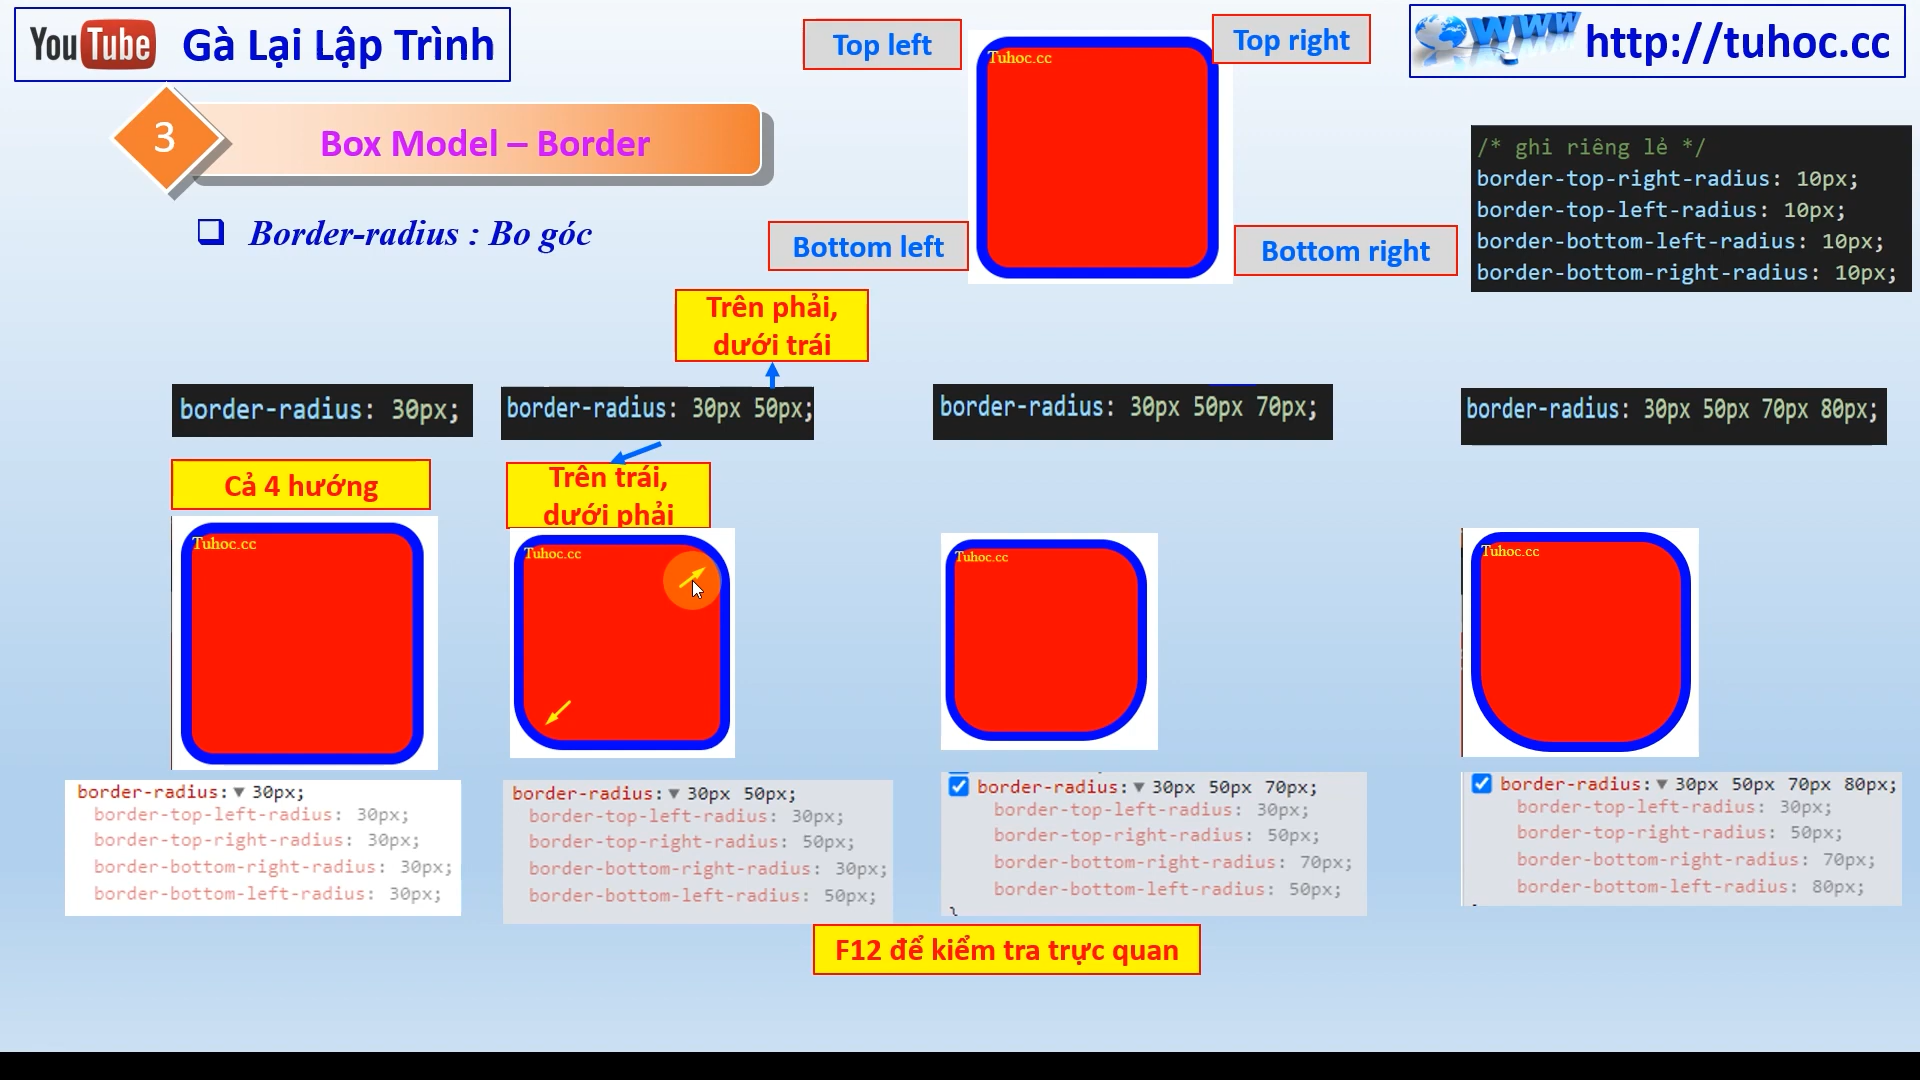 YouTube Gà Lại Lập Trình
Top left
Top right
WWW http://tuhoc.cc
Tuhoc.cc
3
Box Model – Border
Border-radius : Bo góc
Bottom left
Bottom right
/* ghi riêng lẻ */
border-top-right-radius: 10px;
border-top-left-radius: 10px;
border-bottom-left-radius: 10px;
border-bottom-right-radius: 10px;
Trên phải,
dưới trái
border-radius: 30px;
border-radius: 30px 50px;
border-radius: 30px 50px 70px;
border-radius: 30px 50px 70px 80px;
Cả 4 hướng
Trên trái,
dưới phải
Tuhoc.cc
Tuhoc.cc
Tuhoc.cc
Tuhoc.cc
border-radius: 30px;
border-top-left-radius: 30px;
border-top-right-radius: 30px;
border-bottom-right-radius: 30px;
border-bottom-left-radius: 30px;
border-radius: 30px 50px;
border-top-left-radius: 30px;
border-top-right-radius: 50px;
border-bottom-right-radius: 30px;
border-bottom-left-radius: 50px;
border-radius: 30px 50px 70px;
border-top-left-radius: 30px;
border-top-right-radius: 50px;
border-bottom-right-radius: 70px;
border-bottom-left-radius: 50px;
}
border-radius: 30px 50px 70px 80px;
border-top-left-radius: 30px;
border-top-right-radius: 50px;
border-bottom-right-radius: 70px;
border-bottom-left-radius: 80px;
F12 để kiểm tra trực quan